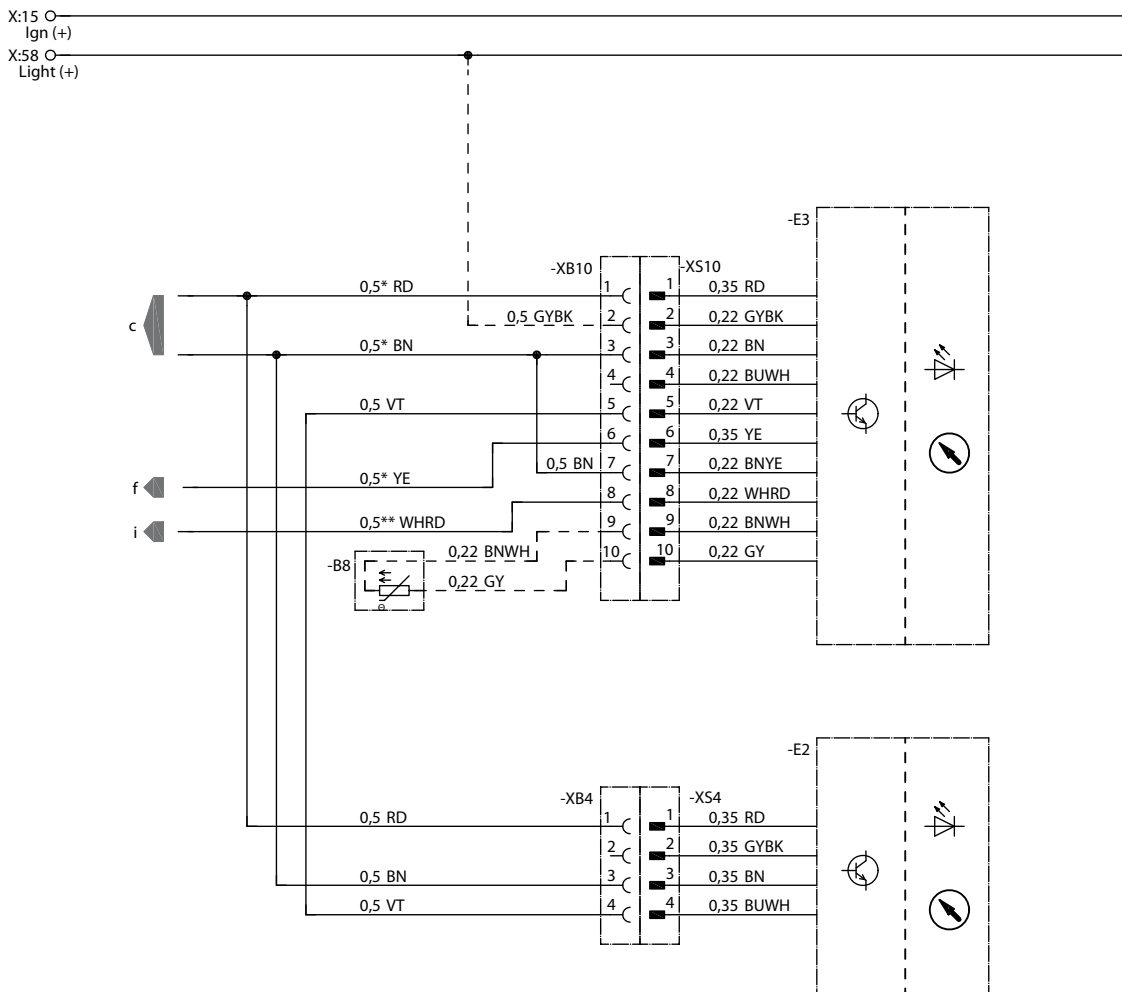 X:15
Ign (+)
X:58
Light (+)
-E3
-XB10 -XS10
c
0,5* RD 1 1 0,35 RD
0,5 GYBK 2 2 0,22 GYBK
0,5* BN 3 3 0,22 BN
4 4 0,22 BUWH
0,5 VT 5 5 0,22 VT
6 6 0,35 YE
0,5 BN 7 7 0,22 BNYE
f 0,5* YE
8 8 0,22 WHRD
i 0,5** WHRD 9 9 0,22 BNWH
0,22 BNWH 10 10 0,22 GY
-B8
0,22 GY
ϴ
-E2
-XB4 -XS4
0,5 RD 1 1 0,35 RD
2 2 0,35 GYBK
0,5 BN 3 3 0,35 BN
0,5 VT 4 4 0,35 BUWH